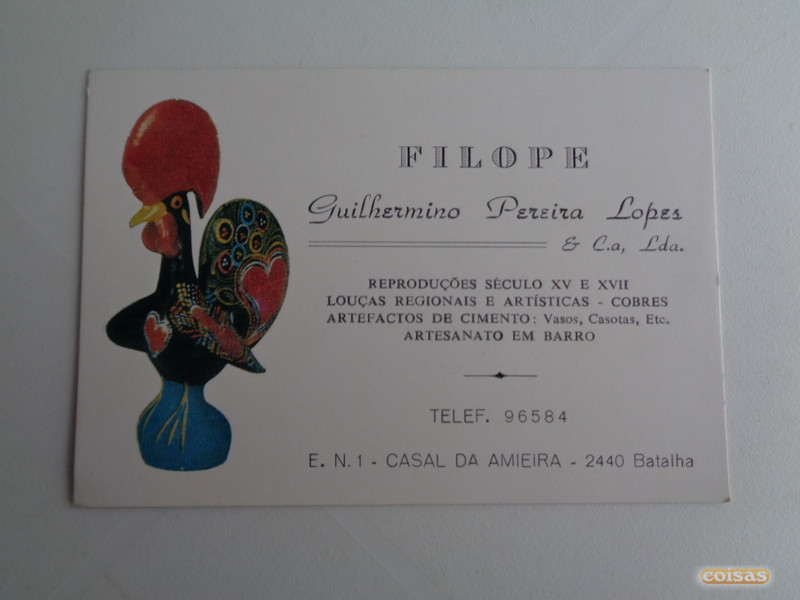 FILOPE
Guilhermino Pereira Lopes
& C.a, Lda.
REPRODUÇÕES SÉCULO XV E XVII
LOUÇAS REGIONAIS E ARTÍSTICAS - COBRES
ARTEFACTOS DE CIMENTO: Vasos, Casotas, Etc.
ARTESANATO EM BARRO
TELEF. 96584
E. N. 1 - CASAL DA AMIEIRA - 2440 Batalha
coisas